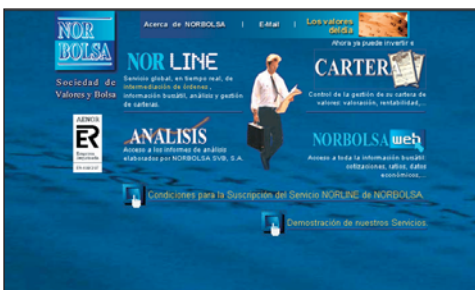 NOR
BOLSA
Sociedad de
Valores y Bolsa
Acerca de NORBOLSA | E-Mail |
Los valores
del día
Ahora ya puede invertir e
NOR LINE
Servicio global, en tiempo real, de
intermediación de órdenes,
información bursátil, análisis y gestión
de carteras.
CARTER
Control de la gestión de su cartera de
valores: valoración, rentabilidad,...
AENOR
ER
Empresa
Registrada
ANÁLISIS
Acceso a los informes de análisis
elaborados por NORBOLSA SVB, S.A.
NORBOLSA web
Acceso a toda la información bursátil:
cotizaciones, ratios, datos
económicos,...
Condiciones para la Suscripción del Servicio NORLINE de NORBOLSA.
Demostración de nuestros Servicios.